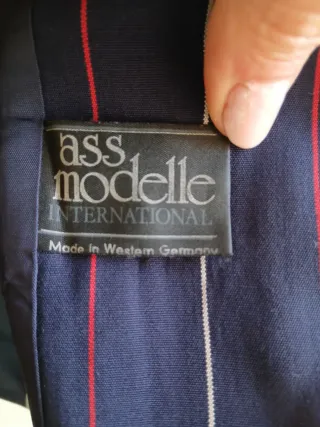 ass
modelle
INTERNATIONAL
Made in Western Germany